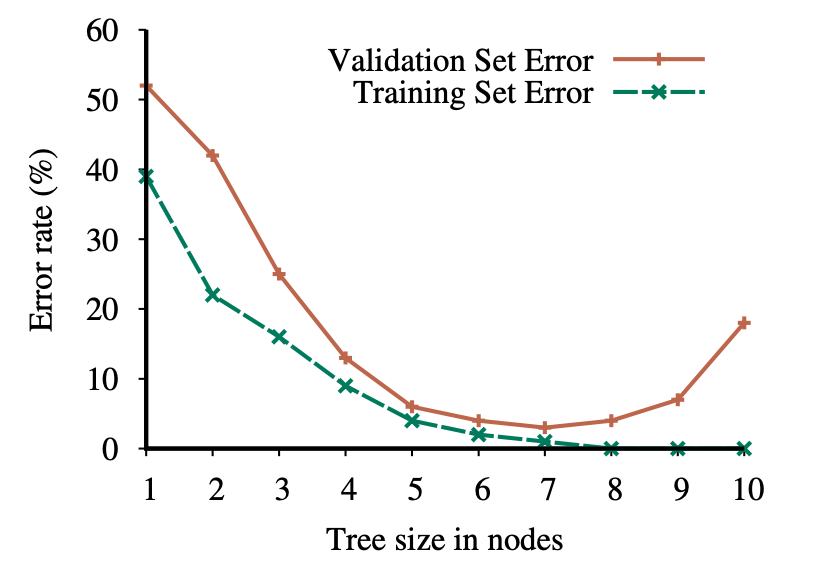 60
50
40
30
20
10
0
Error rate (%)
Validation Set Error
Training Set Error
1 2 3 4 5 6 7 8 9 10
Tree size in nodes